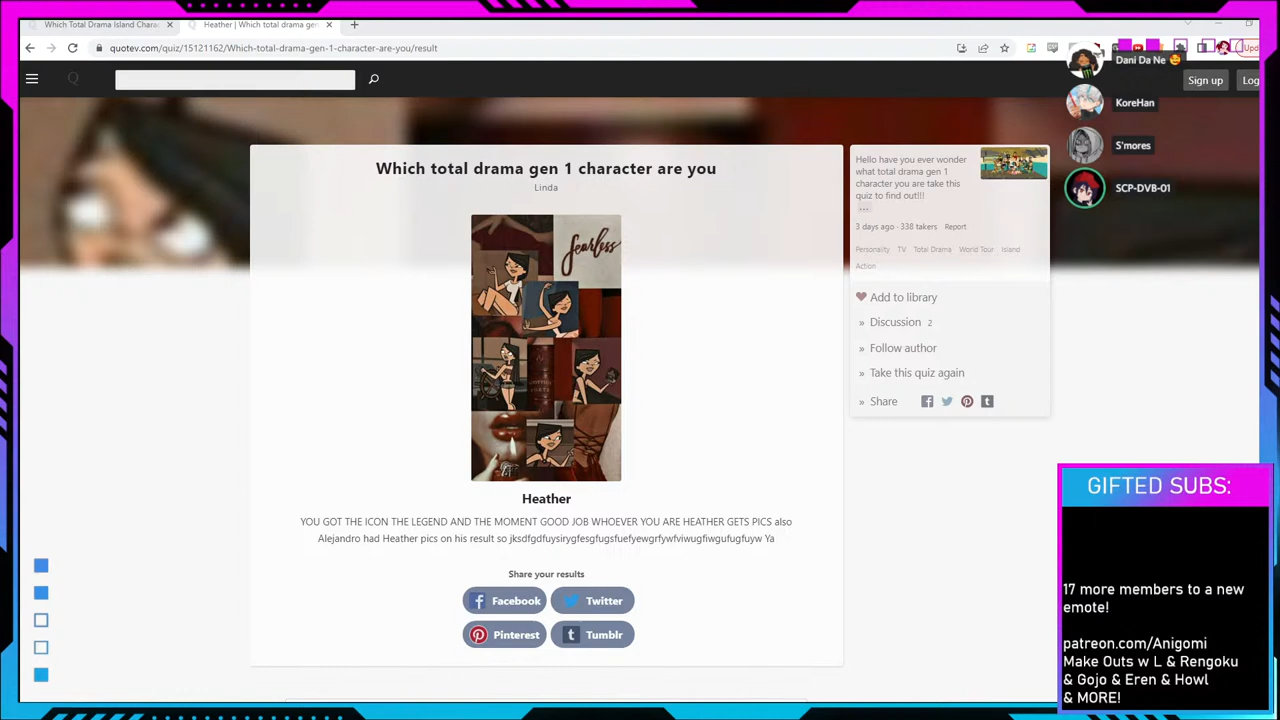 Which Total Drama Island Charac
Heather | Which total drama gen
quotev.com/quiz/15121162/Which-total-drama-gen-1-character-are-you/result
Dani Da Ne 🥰
Q
Sign up
Log
KoreHan
S'mores
SCP-DVB-01
Which total drama gen 1 character are you
Linda
fearless
Heather
YOU GOT THE ICON THE LEGEND AND THE MOMENT GOOD JOB WHOEVER YOU ARE HEATHER GETS PICS also
Alejandro had Heather pics on his result so jksdfgdfuysirygfesgfugsfuefyewgrfywfviwugfiwgufugfuyw Ya
Share your results
Facebook
Twitter
Pinterest
Tumblr
Hello have you ever wonder
what total drama gen 1
character you are take this
quiz to find out!!!
...
3 days ago · 338 takers Report
Personality TV Total Drama World Tour Island
Action
Add to library
» Discussion 2
» Follow author
» Take this quiz again
» Share
GIFTED SUBS:
17 more members to a new
emote!
patreon.com/Anigomi
Make Outs w L & Rengoku
& Gojo & Eren & Howl
& MORE!